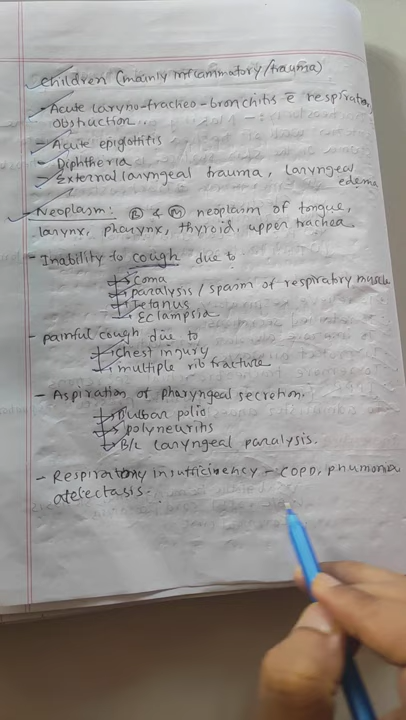 children (mainly inflammatory/trauma)
- Acute laryno-tracheo-bronchitis c̄ respiratory
obstruction.
- Acute epiglottitis
- Diphtheria
- External laryngeal trauma, laryngeal
edema
- Neoplasm: Ⓑ & Ⓜ neoplasm of tongue,
larynx, pharynx, thyroid, upper trachea
- Inability to cough due to
coma
paralysis / spasm of respiratory muscle
Tetanus
Eclampsia
- painful cough due to
chest injury
multiple rib fracture
- Aspiration of pharyngeal secretion.
bulbar polio
polyneuritis
B/L laryngeal paralysis.
- Respiratory insufficiency - COPD, pnumonia
atelectasis.